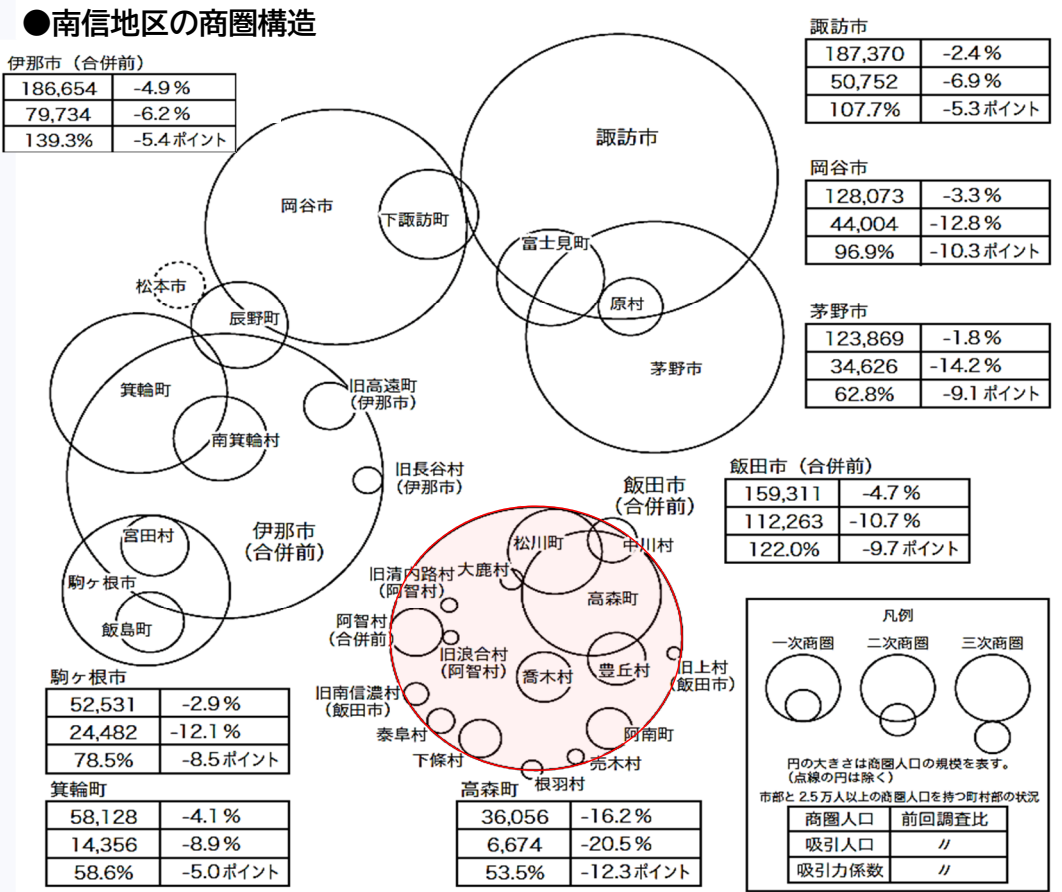 ●南信地区の商圏構造
伊那市（合併前）
186,654 -4.9％
79,734 -6.2％
139.3% -5.4ポイント
諏訪市
187,370 -2.4％
50,752 -6.9％
107.7% -5.3ポイント
岡谷市
128,073 -3.3％
44,004 -12.8％
96.9% -10.3ポイント
茅野市
123,869 -1.8％
34,626 -14.2％
62.8% -9.1ポイント
諏訪市
岡谷市
下諏訪町
富士見町
原村
茅野市
松本市
辰野町
箕輪町
旧高遠町
（伊那市）
南箕輪村
旧長谷村
（伊那市）
伊那市
（合併前）
宮田村
駒ヶ根市
飯島町
飯田市
（合併前）
飯田市（合併前）
159,311 -4.7％
112,263 -10.7％
122.0% -9.7ポイント
松川町
中川村
大鹿村
旧清内路村
（阿智村）
高森町
阿智村
（合併前）
旧浪合村
（阿智村）
喬木村
豊丘村
旧上村
（飯田市）
旧南信濃村
（飯田市）
泰阜村
下條村
阿南町
売木村
根羽村
駒ヶ根市
52,531 -2.9％
24,482 -12.1％
78.5% -8.5ポイント
箕輪町
58,128 -4.1％
14,356 -8.9％
58.6% -5.0ポイント
高森町
36,056 -16.2％
6,674 -20.5％
53.5% -12.3ポイント
凡例
一次商圏 二次商圏 三次商圏
円の大きさは商圏人口の規模を表す。
（点線の円は除く）
市部と2.5万人以上の商圏人口を持つ町村部の状況
商圏人口 前回調査比
吸引人口 〃
吸引力係数 〃